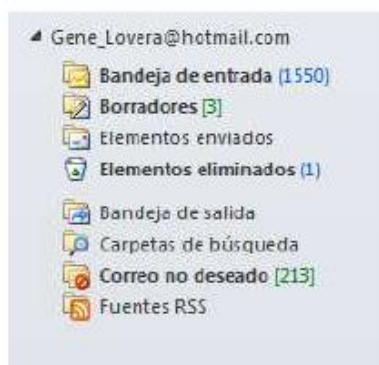 Gene_Lovera@hotmail.com
Bandeja de entrada (1550)
Borradores [3]
Elementos enviados
Elementos eliminados (1)
Bandeja de salida
Carpetas de búsqueda
Correo no deseado [213]
Fuentes RSS